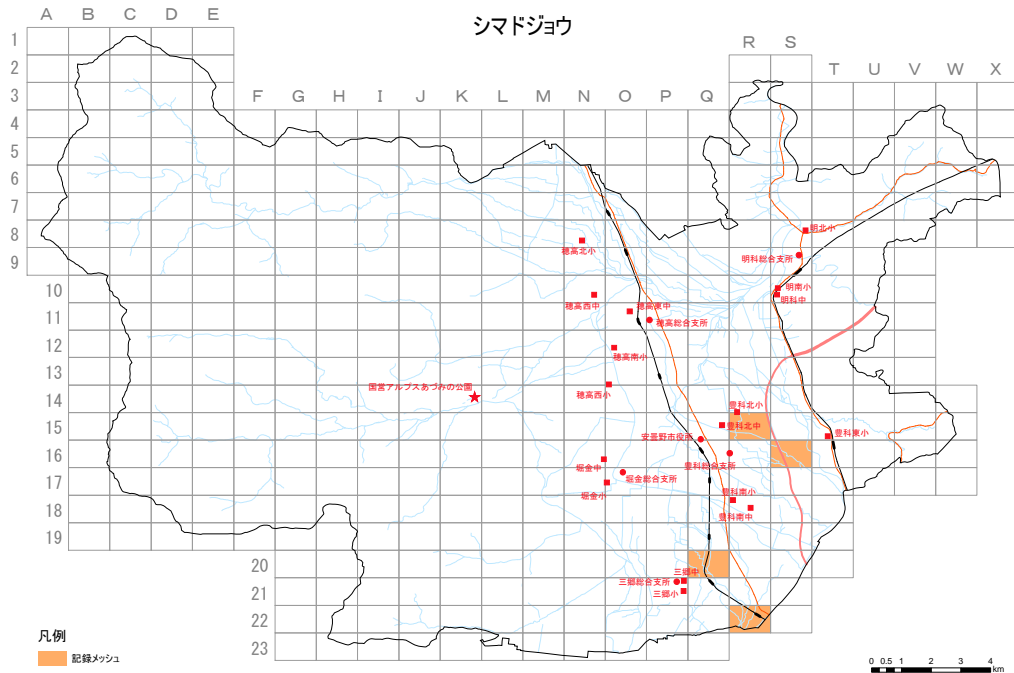 シマドジョウ
A B C D E
R S
T U V W X
F G H I J K L M N O P Q
1
2
3
4
5
6
7
8
9
10
11
12
13
14
15
16
17
18
19
20
21
22
23
明北小
穂高北小
明科総合支所
明南小
明科中
穂高西中
穂高東中
穂高総合支所
穂高南小
国営アルプスあづみの公園
穂高西小
豊科北小
豊科北中
安曇野市役所
豊科東小
豊科総合支所
堀金中
堀金総合支所
堀金小
豊科南小
豊科南中
三郷中
三郷総合支所
三郷小
凡例
記録メッシュ
0 0.5 1 2 3 4
km